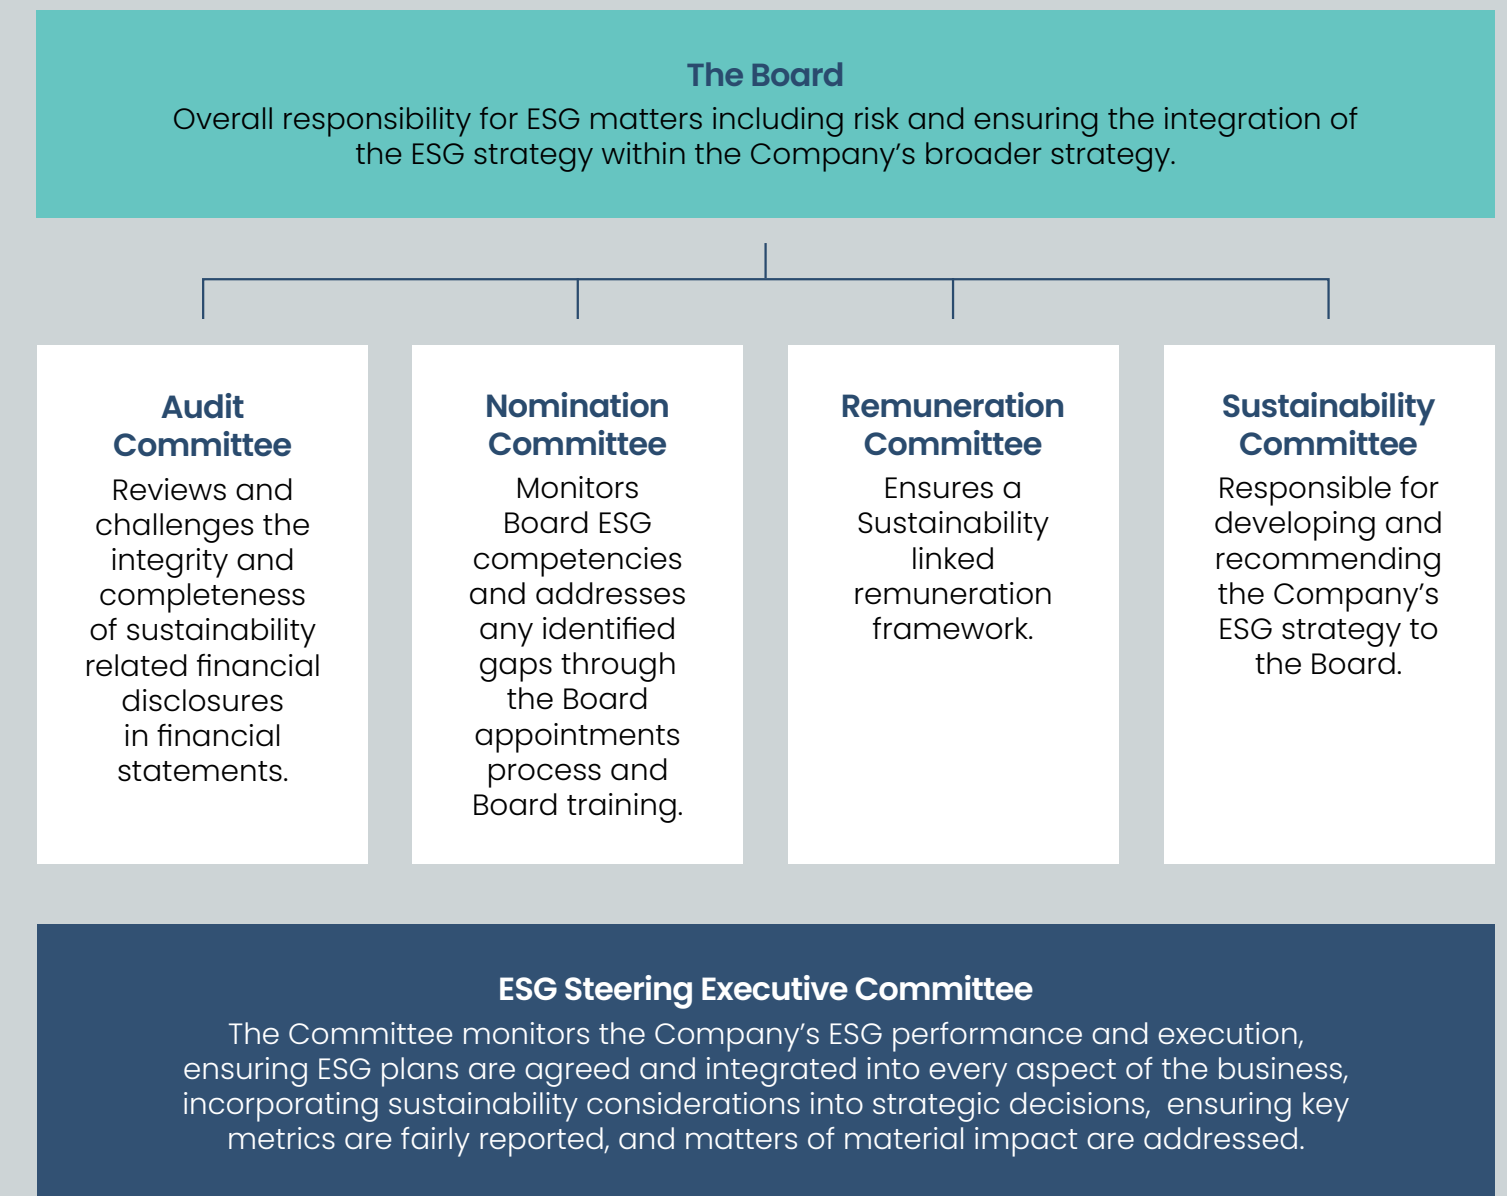 The Board
Overall responsibility for ESG matters including risk and ensuring the integration of
the ESG strategy within the Company’s broader strategy.
Audit
Committee
Reviews and
challenges the
integrity and
completeness
of sustainability
related financial
disclosures
in financial
statements.
Nomination
Committee
Monitors
Board ESG
competencies
and addresses
any identified
gaps through
the Board
appointments
process and
Board training.
Remuneration
Committee
Ensures a
Sustainability
linked
remuneration
framework.
Sustainability
Committee
Responsible for
developing and
recommending
the Company’s
ESG strategy to
the Board.
ESG Steering Executive Committee
The Committee monitors the Company’s ESG performance and execution,
ensuring ESG plans are agreed and integrated into every aspect of the business,
incorporating sustainability considerations into strategic decisions,  ensuring key
metrics are fairly reported, and matters of material impact are addressed.